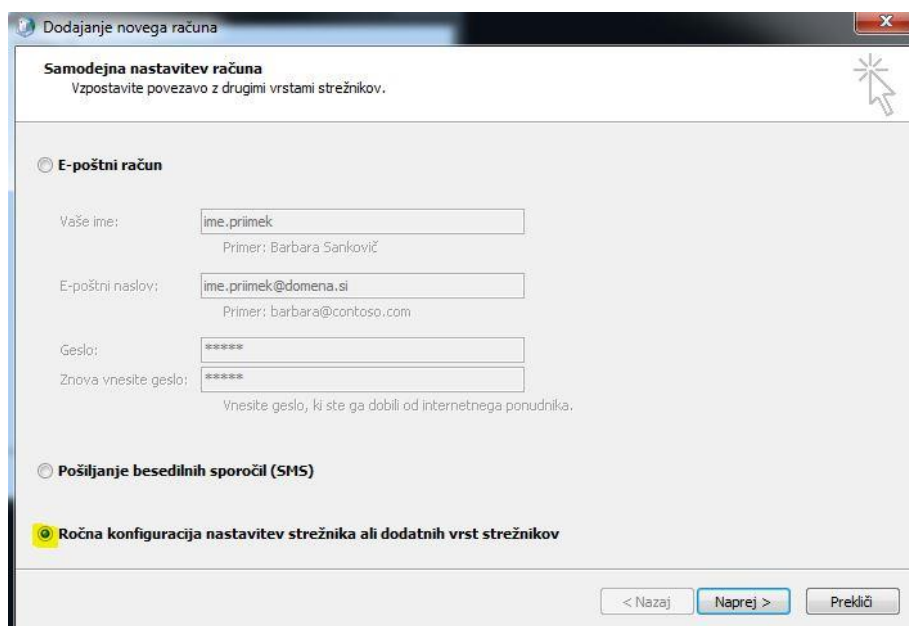 Dodajanje novega računa
Samodejna nastavitev računa
Vzpostavite povezavo z drugimi vrstami strežnikov.
E-poštni račun
Vaše ime: ime.priimek
Primer: Barbara Sankovič
E-poštni naslov: ime.priimek@domena.si
Primer: barbara@contoso.com
Geslo: *****
Znova vnesite geslo: *****
Vnesite geslo, ki ste ga dobili od internetnega ponudnika.
Pošiljanje besedilnih sporočil (SMS)
Ročna konfiguracija nastavitev strežnika ali dodatnih vrst strežnikov
< Nazaj Naprej > Prekliči